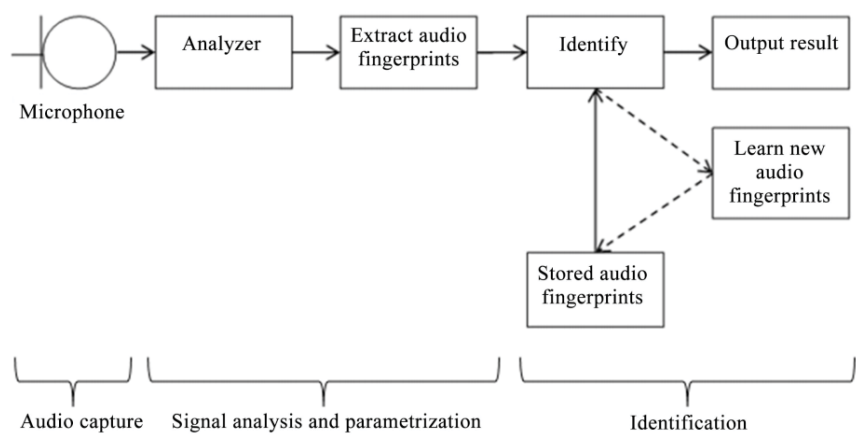 Microphone
Analyzer
Extract audio
fingerprints
Identify
Output result
Learn new
audio
fingerprints
Stored audio
fingerprints
Audio capture
Signal analysis and parametrization
Identification